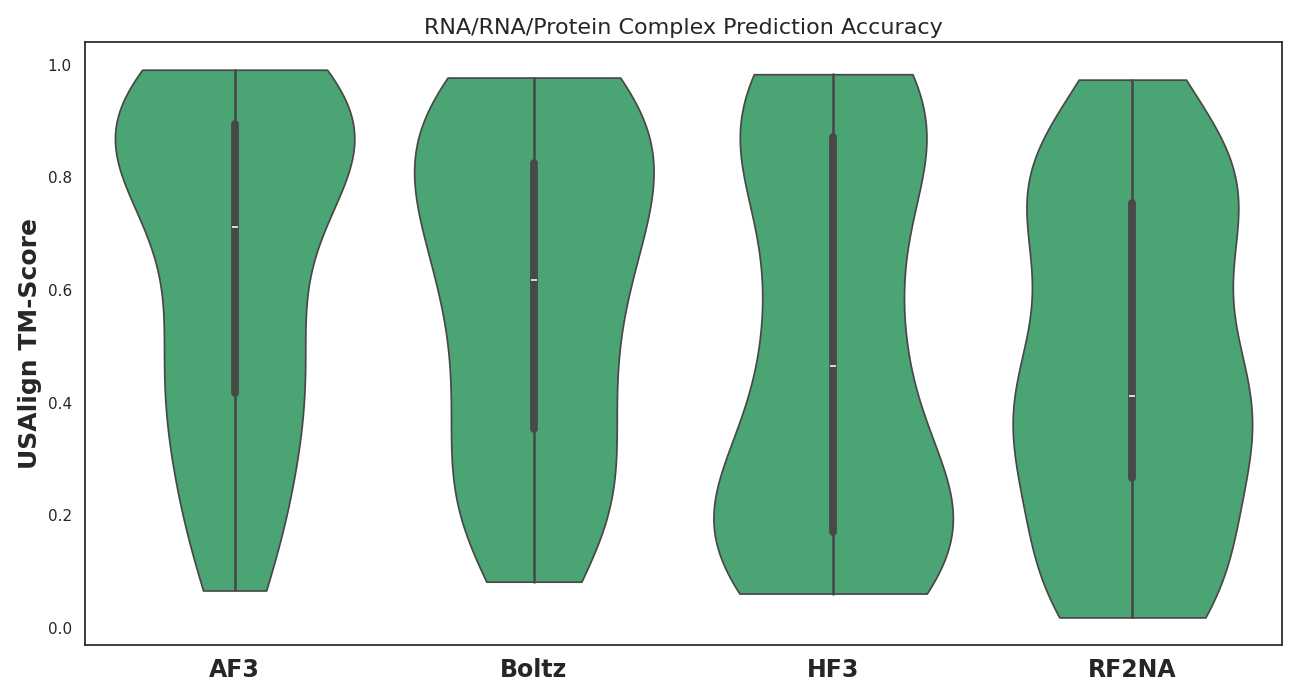 RNA/RNA/Protein Complex Prediction Accuracy
USAlign TM-Score
1.0
0.8
0.6
0.4
0.2
0.0
AF3 Boltz HF3 RF2NA